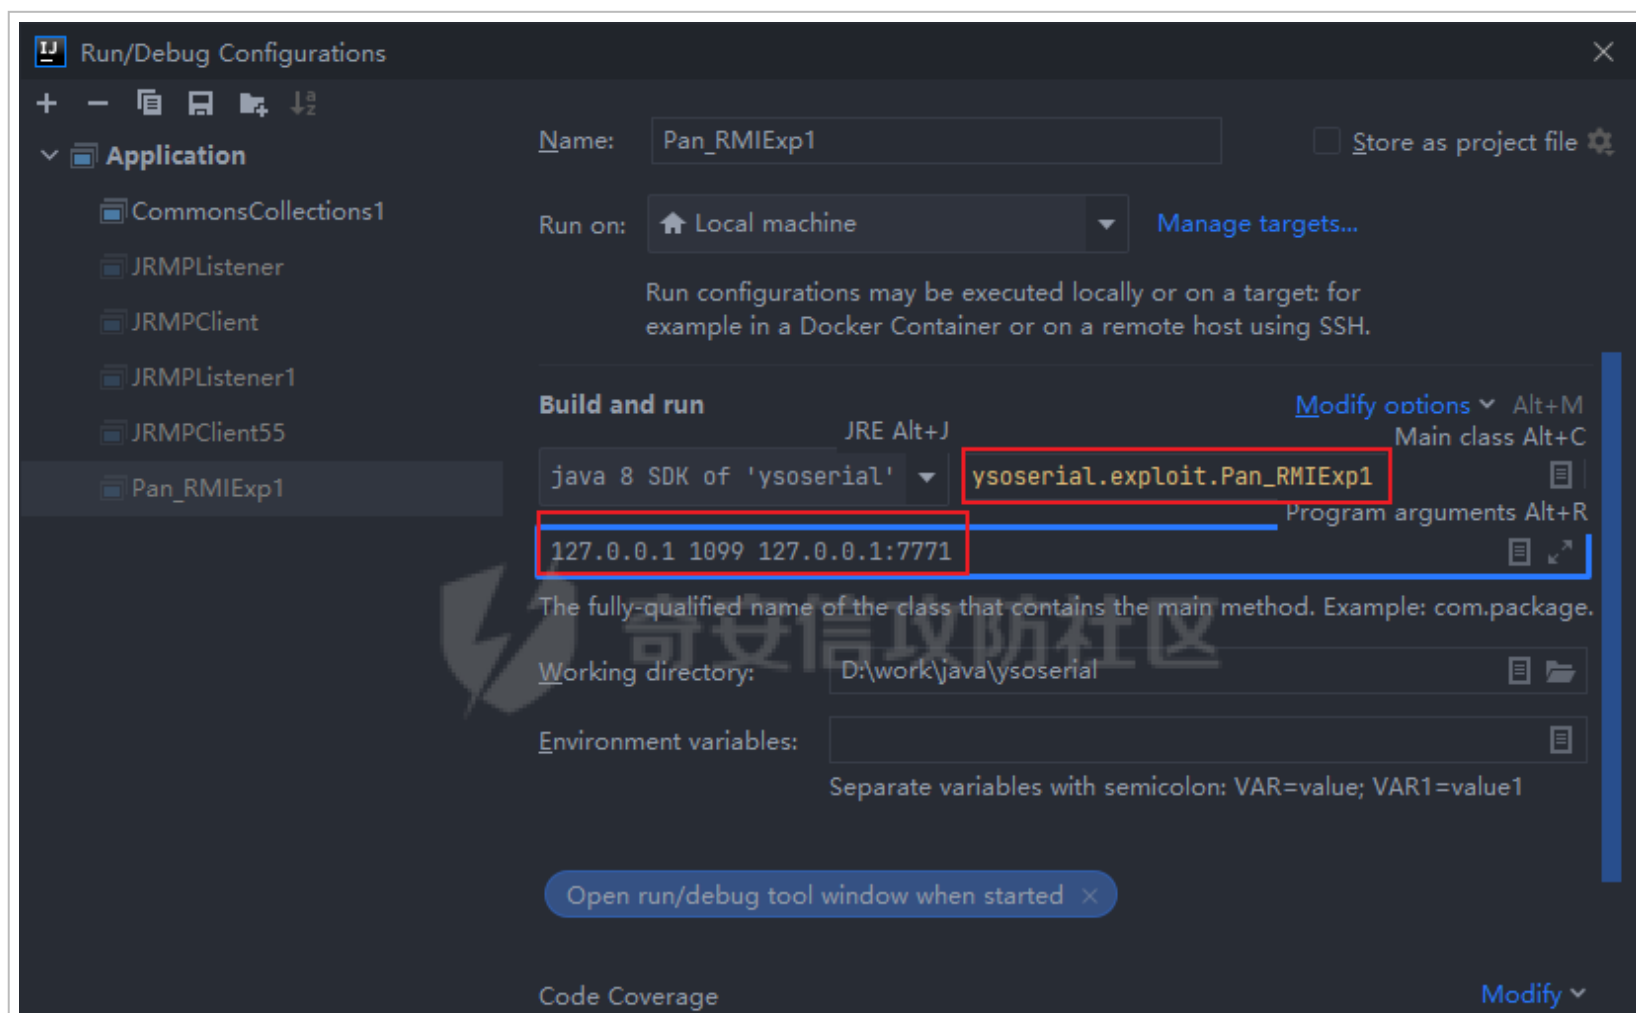 Run/Debug Configurations
Application
CommonsCollections1
JRMPListener
JRMPClient
JRMPListener1
JRMPClient55
Pan_RMIExp1
Name: Pan_RMIExp1 Store as project file
Run on: Local machine Manage targets...
Run configurations may be executed locally or on a target: for
example in a Docker Container or on a remote host using SSH.
Build and run Modify options Alt+M
JRE Alt+J Main class Alt+C
java 8 SDK of 'ysoserial' ysoserial.exploit.Pan_RMIExp1
Program arguments Alt+R
127.0.0.1 1099 127.0.0.1:7771
The fully-qualified name of the class that contains the main method. Example: com.package.
奇安信攻防社区
Working directory: D:\work\java\ysoserial
Environment variables:
Separate variables with semicolon: VAR=value; VAR1=value1
Open run/debug tool window when started
Code Coverage Modify